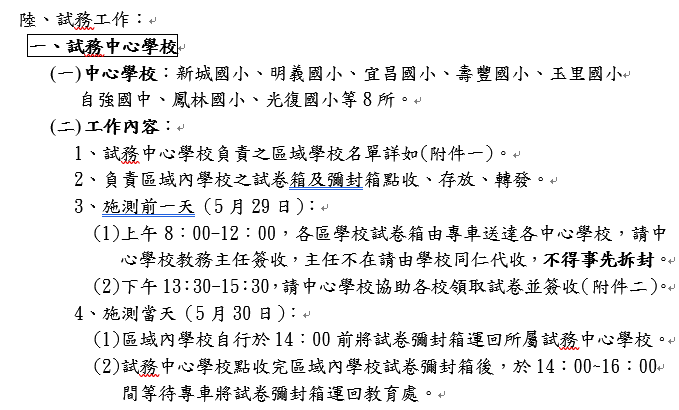 陸、試務工作：
一、試務中心學校
(一)中心學校：新城國小、明義國小、宜昌國小、壽豐國小、玉里國小
自強國中、鳳林國小、光復國小等8所。
(二)工作內容：
1、試務中心學校負責之區域學校名單詳如(附件一)。
2、負責區域內學校之試卷箱及彌封箱點收、存放、轉發。
3、施測前一天（5月29日）：
(1)上午8：00-12：00，各區學校試卷箱由專車送達各中心學校，請中
心學校教務主任簽收，主任不在請由學校同仁代收，不得事先拆封。
(2)下午13:30-15:30，請中心學校協助各校領取試卷並簽收(附件二)。
4、施測當天（5月30日）：
(1)區域內學校自行於14：00前將試卷彌封箱運回所屬試務中心學校。
(2)試務中心學校點收完區域內學校試卷彌封箱後，於14：00~16：00
間等待專車將試卷彌封箱運回教育處。